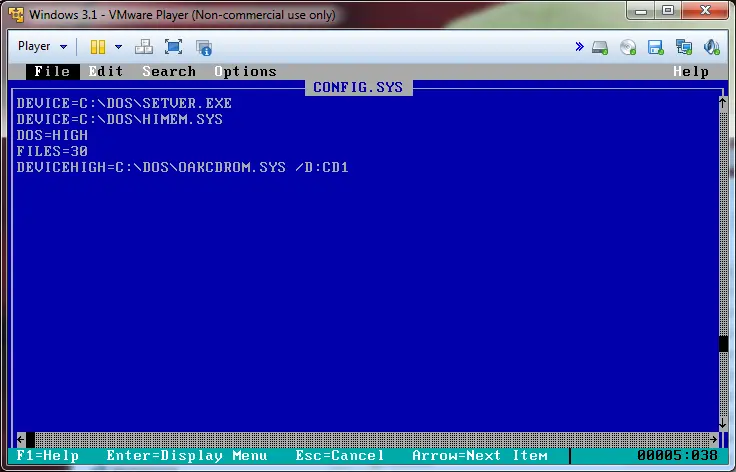 Windows 3.1 - VMware Player (Non-commercial use only)
Player
File Edit Search Options Help
CONFIG.SYS
DEVICE=C:\DOS\SETVER.EXE
DEVICE=C:\DOS\HIMEM.SYS
DOS=HIGH
FILES=30
DEVICEHIGH=C:\DOS\OAKCDROM.SYS /D:CD1
F1=Help Enter=Display Menu Esc=Cancel Arrow=Next Item 00005:038